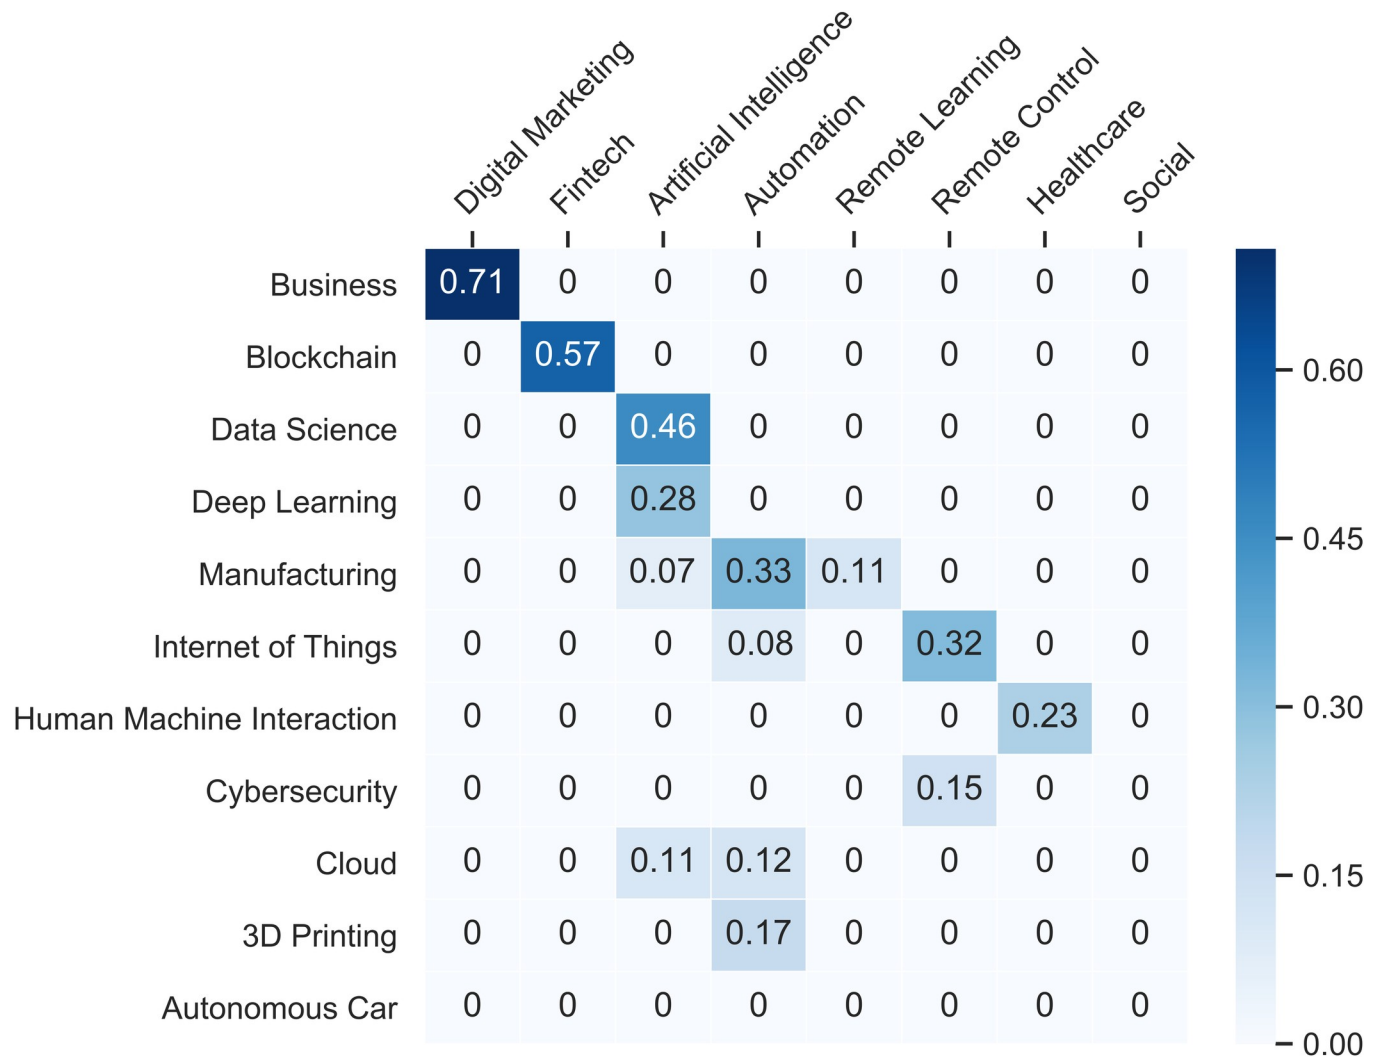 Digital Marketing
Fintech
Artificial Intelligence
Automation
Remote Learning
Remote Control
Healthcare
Social
Business 0.71 0 0 0 0 0 0 0
Blockchain 0 0.57 0 0 0 0 0 0
Data Science 0 0 0.46 0 0 0 0 0
Deep Learning 0 0 0.28 0 0 0 0 0
Manufacturing 0 0 0.07 0.33 0.11 0 0 0
Internet of Things 0 0 0 0.08 0 0.32 0 0
Human Machine Interaction 0 0 0 0 0 0 0.23 0
Cybersecurity 0 0 0 0 0 0.15 0 0
Cloud 0 0 0.11 0.12 0 0 0 0
3D Printing 0 0 0 0.17 0 0 0 0
Autonomous Car 0 0 0 0 0 0 0 0
0.60
0.45
0.30
0.15
0.00